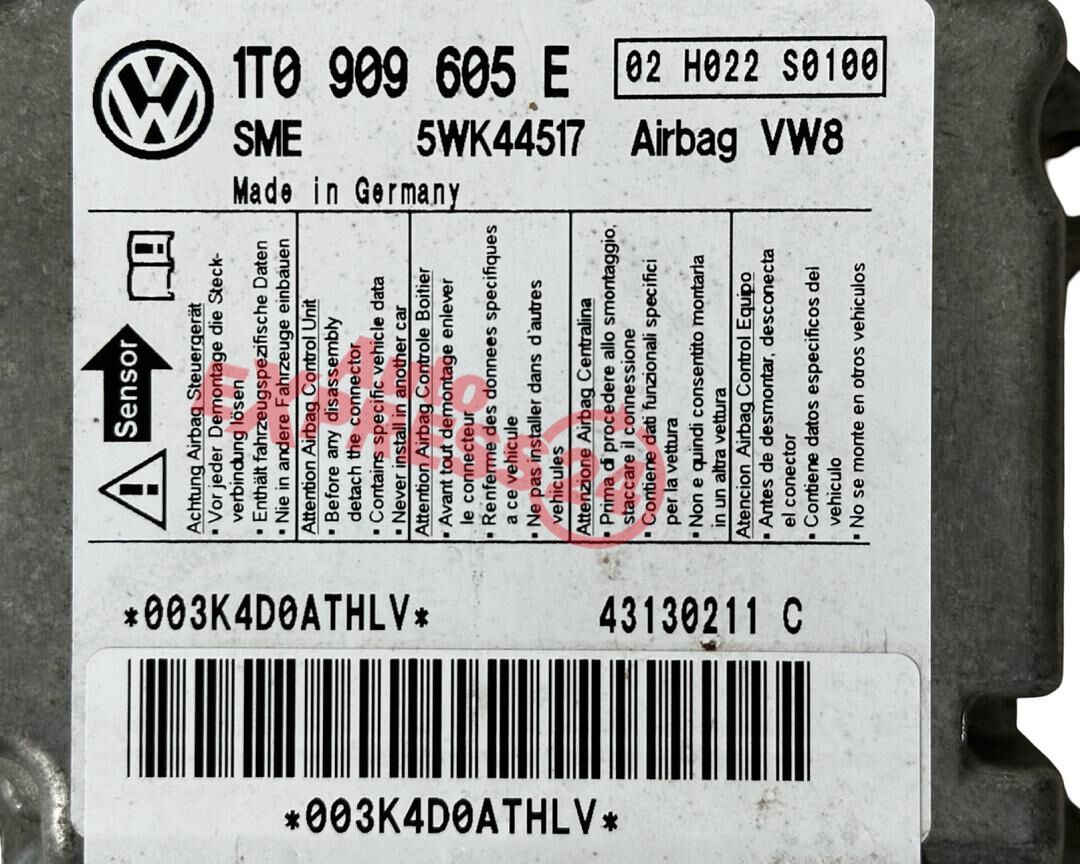 1T0 909 605 E
02 H022 S0100
SME 5WK44517 Airbag VW8
Made in Germany
Sensor
Achtung Airbag Steuergerät
▪ Vor jeder Demontage die Steck-
verbindung lösen
▪ Enthält fahrzeugspezifische Daten
▪ Nie in andere Fahrzeuge einbauen
Attention Airbag Control Unit
▪ Before any disassembly
detach the connector
▪ Contains specific vehicle data
▪ Never install in another car
Attention Airbag Controle Boitier
▪ Avant tout demontage enlever
le connecteur
▪ Renferme des donnees specifiques
a ce vehicule
▪ Ne pas installer dans d'autres
vehicules
Attenzione Airbag Centralina
▪ Prima di procedere allo smontaggio,
staccare il connessione
▪ Contiene dati funzionali specifici
per la vettura
▪ Non e quindi consentito montaria
in un altra vettura
Atencion Airbag Control Equipo
▪ Antes de desmontar, desconecta
el conector
▪ Contiene datos especificos del
vehiculo
▪ No se monte en otros vehiculos
Auto
EXPRESS 24
*003K4D0ATHLV* 43130211 C
*003K4D0ATHLV*